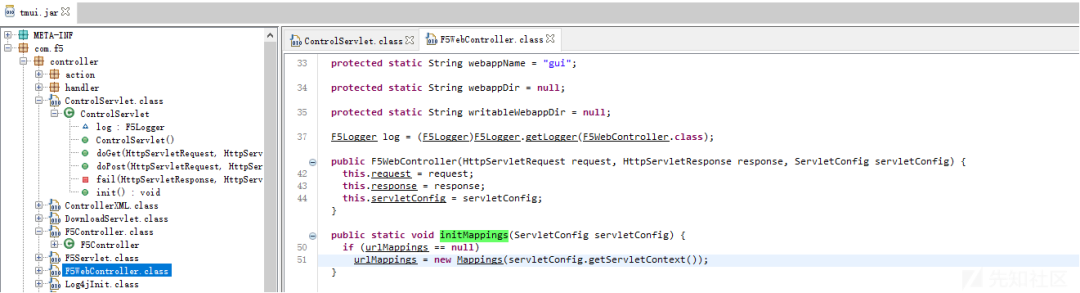 tmui.jar
META-INF
com.f5
controller
action
handler
ControlServlet.class
ControlServlet
log : F5Logger
ControlServlet()
doGet(HttpServletRequest, HttpServ
doPost(HttpServletRequest, HttpSer
fail(HttpServletResponse, HttpServ
init() : void
ControllerXML.class
DownloadServlet.class
F5Controller.class
F5Controller
F5Servlet.class
F5WebController.class
Log4jInit.class
ControlServlet.class F5WebController.class
33 protected static String webappName = "gui";
34 protected static String webappDir = null;
35 protected static String writableWebappDir = null;
37 F5Logger log = (F5Logger)F5Logger.getLogger(F5WebController.class);
public F5WebController(HttpServletRequest request, HttpServletResponse response, ServletConfig servletConfig) {
42 this.request = request;
43 this.response = response;
44 this.servletConfig = servletConfig;
}
public static void initMappings(ServletConfig servletConfig) {
50 if (urlMappings == null)
51 urlMappings = new Mappings(servletConfig.getServletContext());
}
先知社区